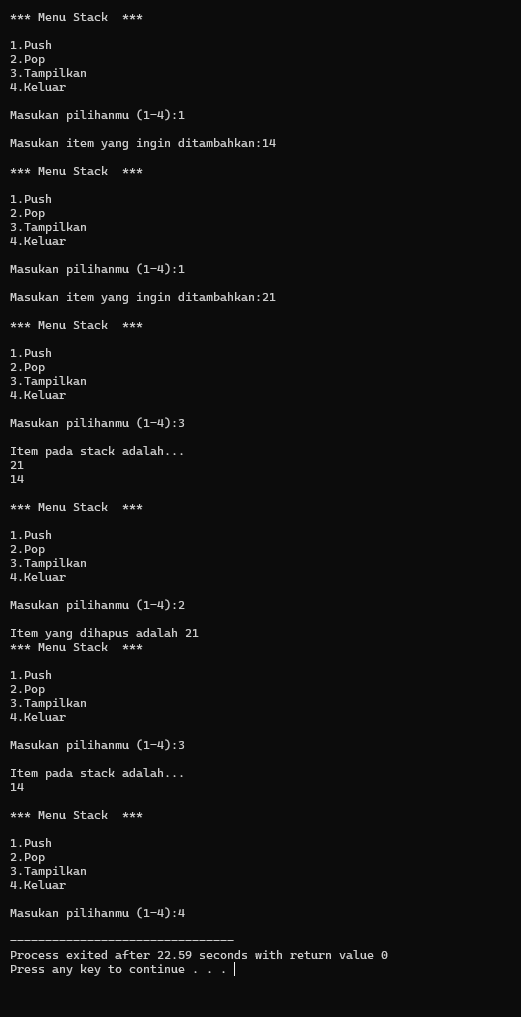 *** Menu Stack  ***
1.Push
2.Pop
3.Tampilkan
4.Keluar
Masukan pilihanmu (1-4):1
Masukan item yang ingin ditambahkan:14
*** Menu Stack  ***
1.Push
2.Pop
3.Tampilkan
4.Keluar
Masukan pilihanmu (1-4):1
Masukan item yang ingin ditambahkan:21
*** Menu Stack  ***
1.Push
2.Pop
3.Tampilkan
4.Keluar
Masukan pilihanmu (1-4):3
Item pada stack adalah...
21
14
*** Menu Stack  ***
1.Push
2.Pop
3.Tampilkan
4.Keluar
Masukan pilihanmu (1-4):2
Item yang dihapus adalah 21
*** Menu Stack  ***
1.Push
2.Pop
3.Tampilkan
4.Keluar
Masukan pilihanmu (1-4):3
Item pada stack adalah...
14
*** Menu Stack  ***
1.Push
2.Pop
3.Tampilkan
4.Keluar
Masukan pilihanmu (1-4):4
--------------------------------
Process exited after 22.59 seconds with return value 0
Press any key to continue . . .